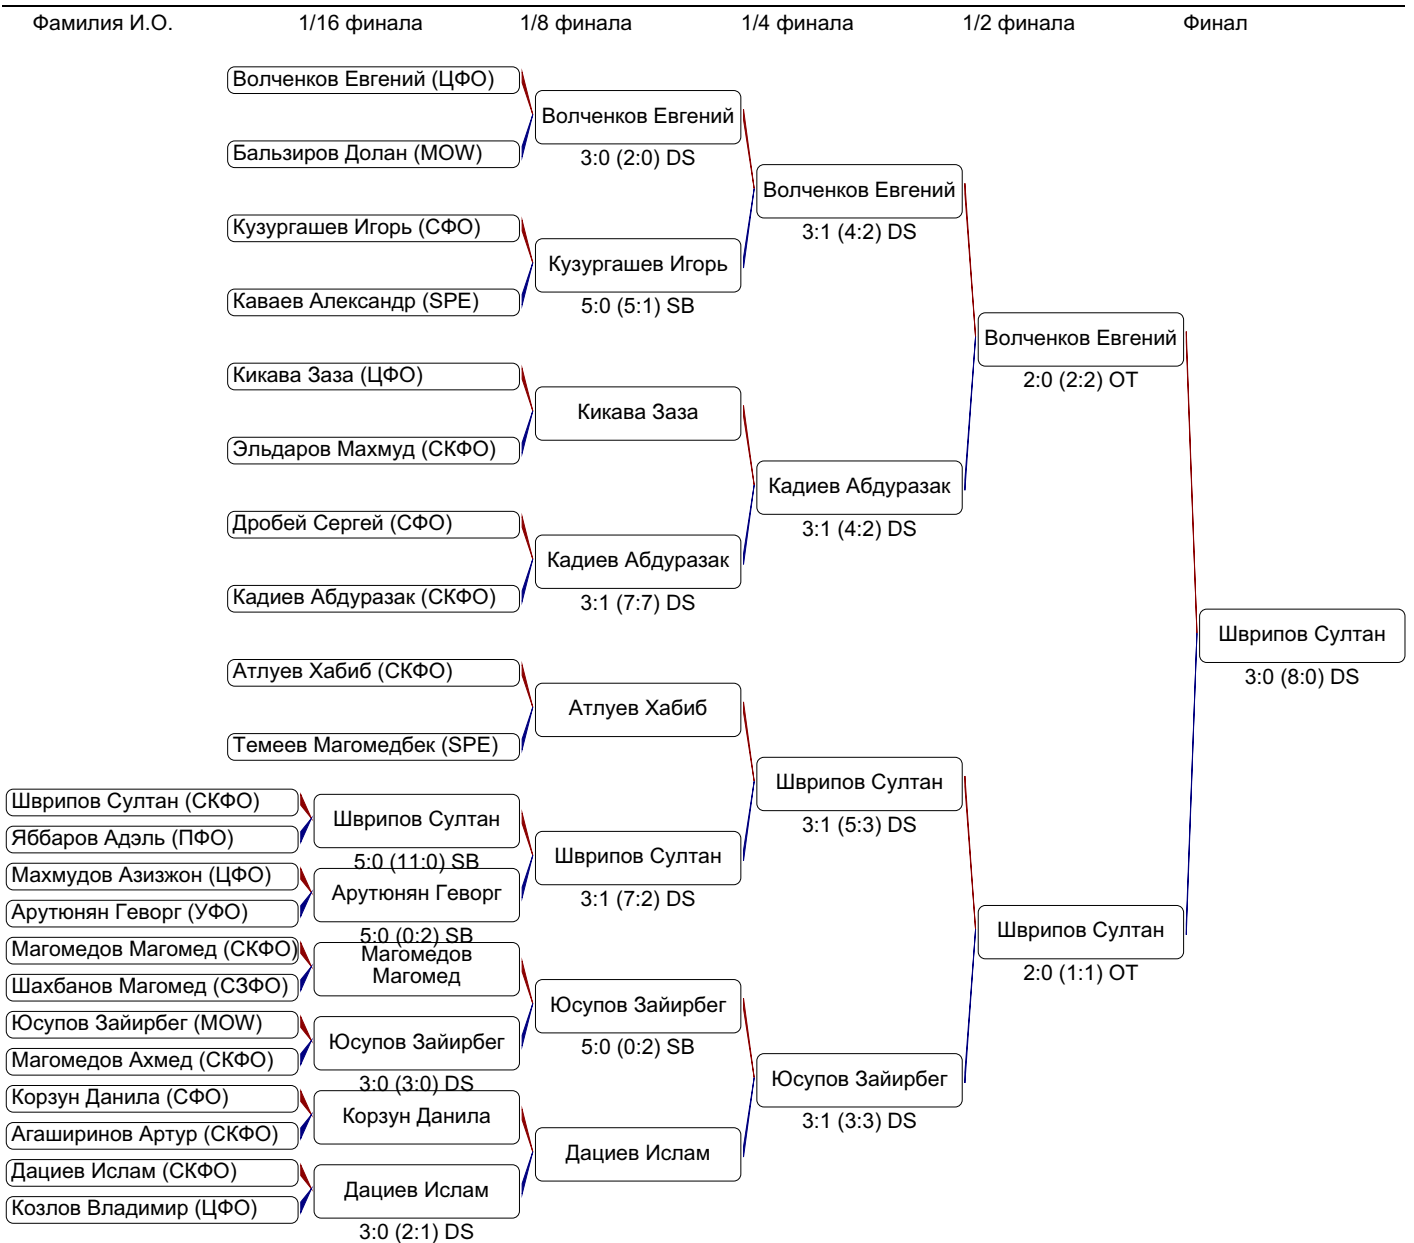 Фамилия И.О. 1/16 финала 1/8 финала 1/4 финала 1/2 финала Финал
Волченков Евгений (ЦФО)
Волченков Евгений
Бальзиров Долан (MOW)
3:0 (2:0) DS
Волченков Евгений
Кузургашев Игорь (СФО)
3:1 (4:2) DS
Кузургашев Игорь
Каваев Александр (SPE)
5:0 (5:1) SB
Волченков Евгений
Кикава Заза (ЦФО)
2:0 (2:2) OT
Кикава Заза
Эльдаров Махмуд (СКФО)
Кадиев Абдуразак
Дробей Сергей (СФО)
3:1 (4:2) DS
Кадиев Абдуразак
Кадиев Абдуразак (СКФО)
3:1 (7:7) DS
Шврипов Султан
Атлуев Хабиб (СКФО)
3:0 (8:0) DS
Атлуев Хабиб
Темеев Магомедбек (SPE)
Шврипов Султан
Шврипов Султан (СКФО)
Шврипов Султан
3:1 (5:3) DS
Яббаров Адэль (ПФО)
5:0 (11:0) SB
Шврипов Султан
Махмудов Азизжон (ЦФО)
Арутюнян Геворг
3:1 (7:2) DS
Арутюнян Геворг (УФО)
5:0 (0:2) SB
Шврипов Султан
Магомедов Магомед (СКФО)
Магомедов
Магомед
2:0 (1:1) OT
Шахбанов Магомед (СЗФО)
Юсупов Зайирбег
Юсупов Зайирбег (MOW)
Юсупов Зайирбег
5:0 (0:2) SB
Магомедов Ахмед (СКФО)
3:0 (3:0) DS
Юсупов Зайирбег
Корзун Данила (СФО)
Корзун Данила
3:1 (3:3) DS
Агаширинов Артур (СКФО)
Дациев Ислам
Дациев Ислам (СКФО)
Дациев Ислам
Козлов Владимир (ЦФО)
3:0 (2:1) DS